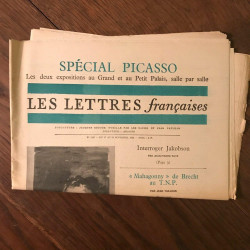 SPÉCIAL PICASSO
Les deux expositions au Grand et au Petit Palais, salle par salle
LES LETTRES françaises
Interroger Jakobson
« Mahagonny » de Brecht
au T.N.P.